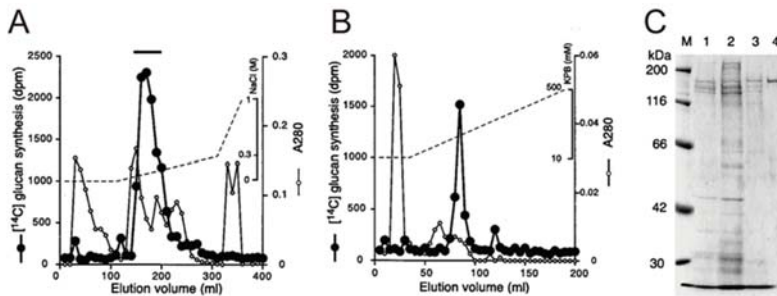 A
B
C
2500
2000
1500
1000
500
0
[¹⁴C] glucan synthesis (dpm)
0 100 200 300 400
Elution volume (ml)
NaCl (M)
1
0.3
0
0.3
0.2
0.1
0
A280
2000
1500
1000
500
0
[¹⁴C] glucan synthesis (dpm)
0 50 100 150 200
Elution volume (ml)
KPB (mM)
500
10
0.06
0.04
0.02
0
A280
kDa M 1 2 3 4
200
116
66
42
30